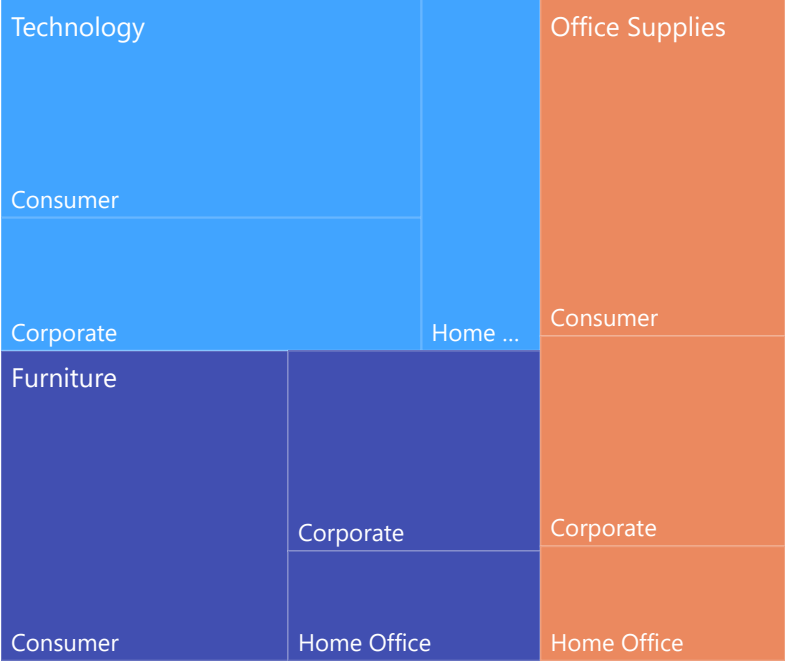 Technology
Consumer
Corporate
Home ...
Furniture
Consumer
Corporate
Home Office
Office Supplies
Consumer
Corporate
Home Office